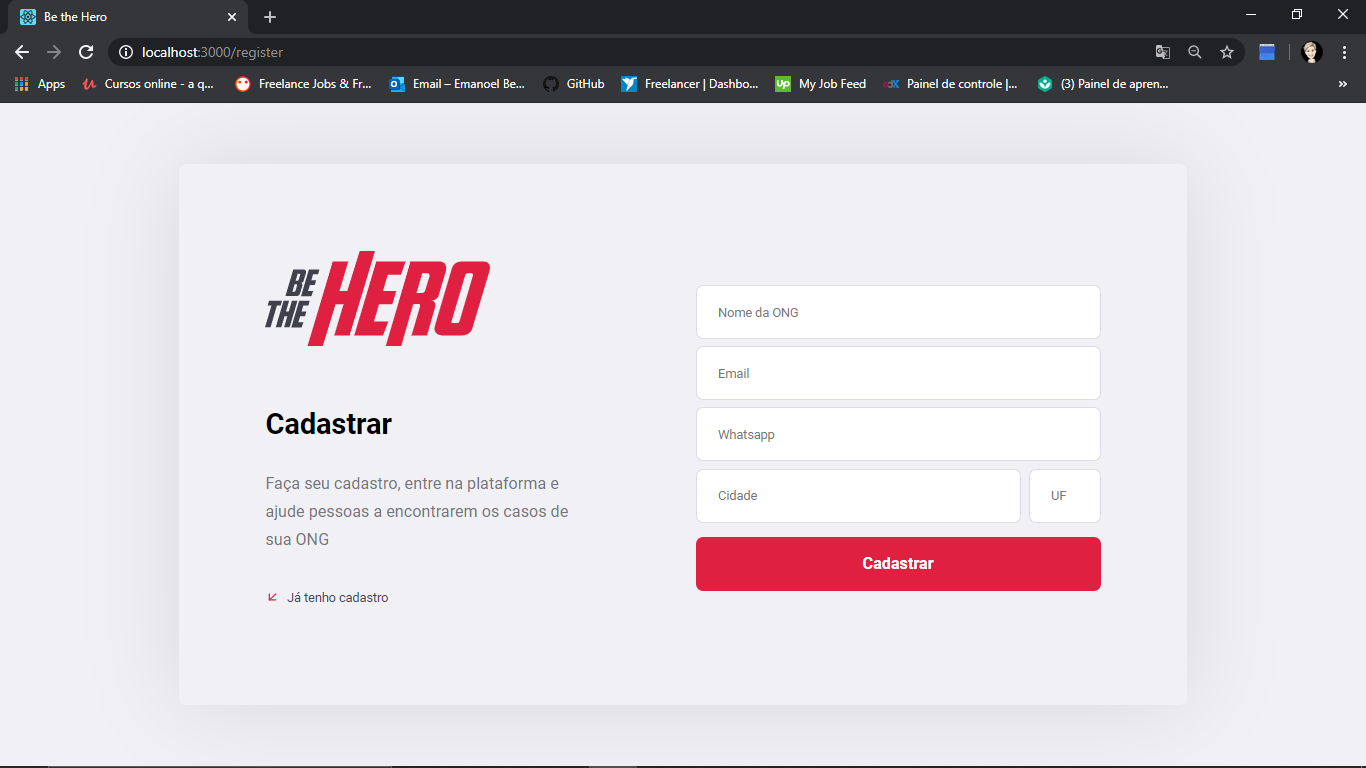 Be the Hero
localhost:3000/register
Apps
Cursos online - a q...
Freelance Jobs & Fr...
Email – Emanoel Be...
GitHub
Freelancer | Dashbo...
Up My Job Feed
Painel de controle |...
(3) Painel de apren...
»
BE
THE
HERO
Cadastrar
Faça seu cadastro, entre na plataforma e
ajude pessoas a encontrarem os casos de
sua ONG
Já tenho cadastro
Nome da ONG
Email
Whatsapp
Cidade
UF
Cadastrar